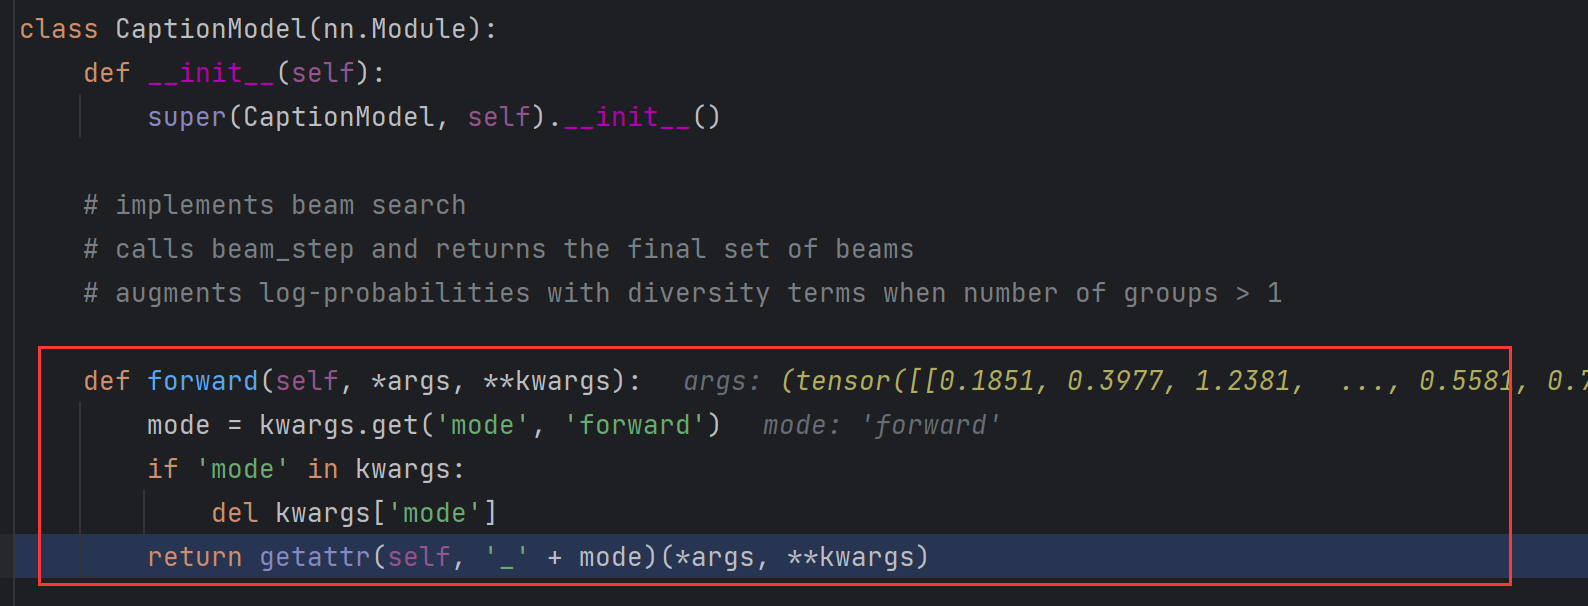 class CaptionModel(nn.Module):
    def __init__(self):
        super(CaptionModel, self).__init__()
    # implements beam search
    # calls beam_step and returns the final set of beams
    # augments log-probabilities with diversity terms when number of groups > 1
    def forward(self, *args, **kwargs):   args: (tensor([[0.1851, 0.3977, 1.2381,  ..., 0.5581, 0.7
        mode = kwargs.get('mode', 'forward')   mode: 'forward'
        if 'mode' in kwargs:
            del kwargs['mode']
        return getattr(self, '_' + mode)(*args, **kwargs)